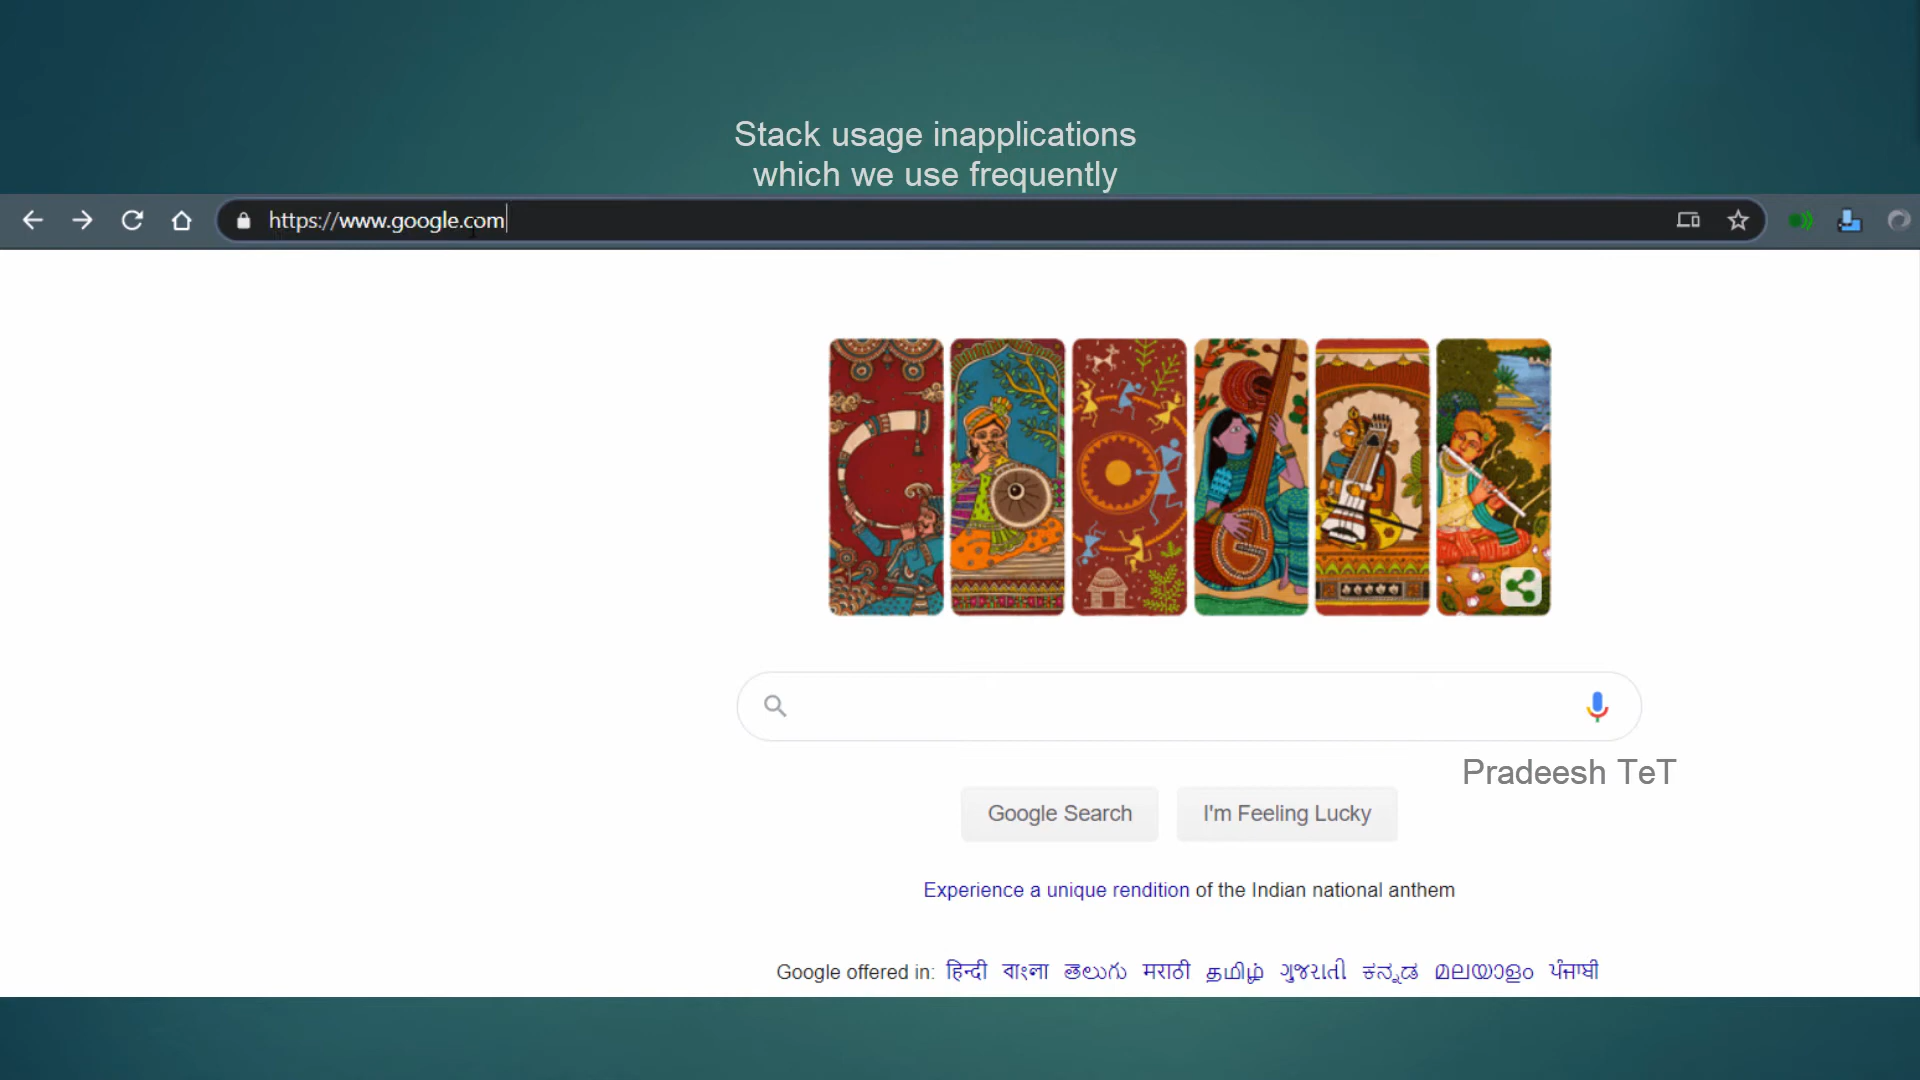 Stack usage inapplications
which we use frequently
https://www.google.com
Pradeesh TeT
Google Search I'm Feeling Lucky
Experience a unique rendition of the Indian national anthem
Google offered in: हिन्दी বাংলা తెలుగు मराठी தமிழ் ગુજરાતી ಕನ್ನಡ മലയാളം ਪੰਜਾਬੀ